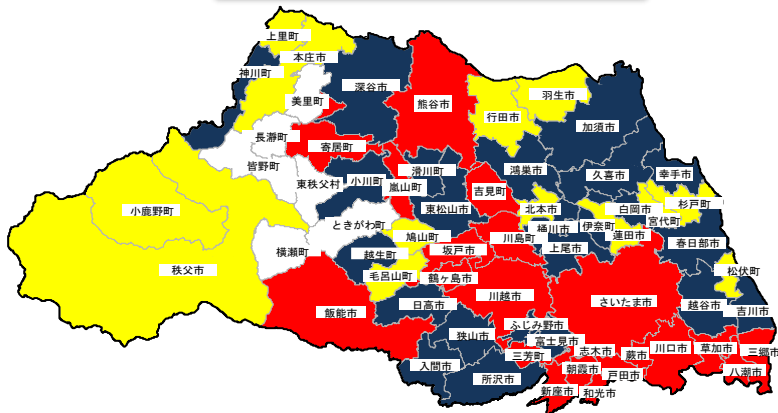 上里町
本庄市
神川町
美里町
深谷市
熊谷市
行田市
羽生市
加須市
長瀞町
寄居町
皆野町
東秩父村
小川町
嵐山町
滑川町
吉見町
鴻巣市
久喜市
幸手市
小鹿野町
ときがわ町
東松山市
北本市
桶川市
伊奈町
白岡市
杉戸町
宮代町
鳩山町
川島町
上尾市
蓮田市
春日部市
横瀬町
越生町
坂戸市
秩父市
毛呂山町
鶴ヶ島市
松伏町
飯能市
日高市
川越市
さいたま市
越谷市
吉川市
狭山市
ふじみ野市
富士見市
三芳町
志木市
蕨市
川口市
草加市
三郷市
入間市
所沢市
朝霞市
戸田市
八潮市
新座市
和光市